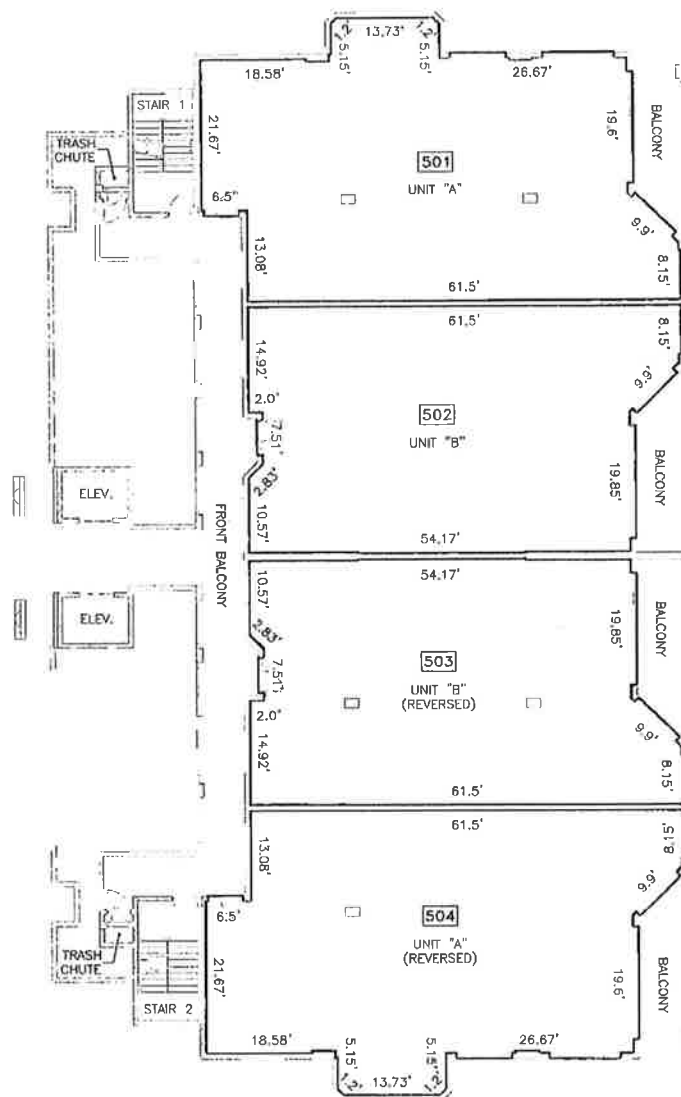 1.2'
13.73'
1.2'
5.15'
5.15'
18.58'
26.67'
STAIR 1
21.67'
19.6'
BALCONY
TRASH
CHUTE
501
UNIT "A"
6.5'
9.9'
13.08'
8.15'
61.5'
61.5'
8.15'
14.92'
9.9'
2.0'
502
7.51'
UNIT "B"
2.83'
ELEV.
19.85'
BALCONY
10.57'
FRONT BALCONY
54.17'
54.17'
10.57'
19.85'
BALCONY
ELEV.
2.83'
503
7.51'
UNIT "B"
(REVERSED)
2.0'
9.9'
14.92'
8.15'
61.5'
61.5'
13.08'
8.15'
9.9'
6.5'
504
UNIT "A"
(REVERSED)
TRASH
CHUTE
21.67'
19.6'
BALCONY
STAIR 2
18.58'
26.67'
5.15'
5.15'
1.2'
13.73'
1.2'